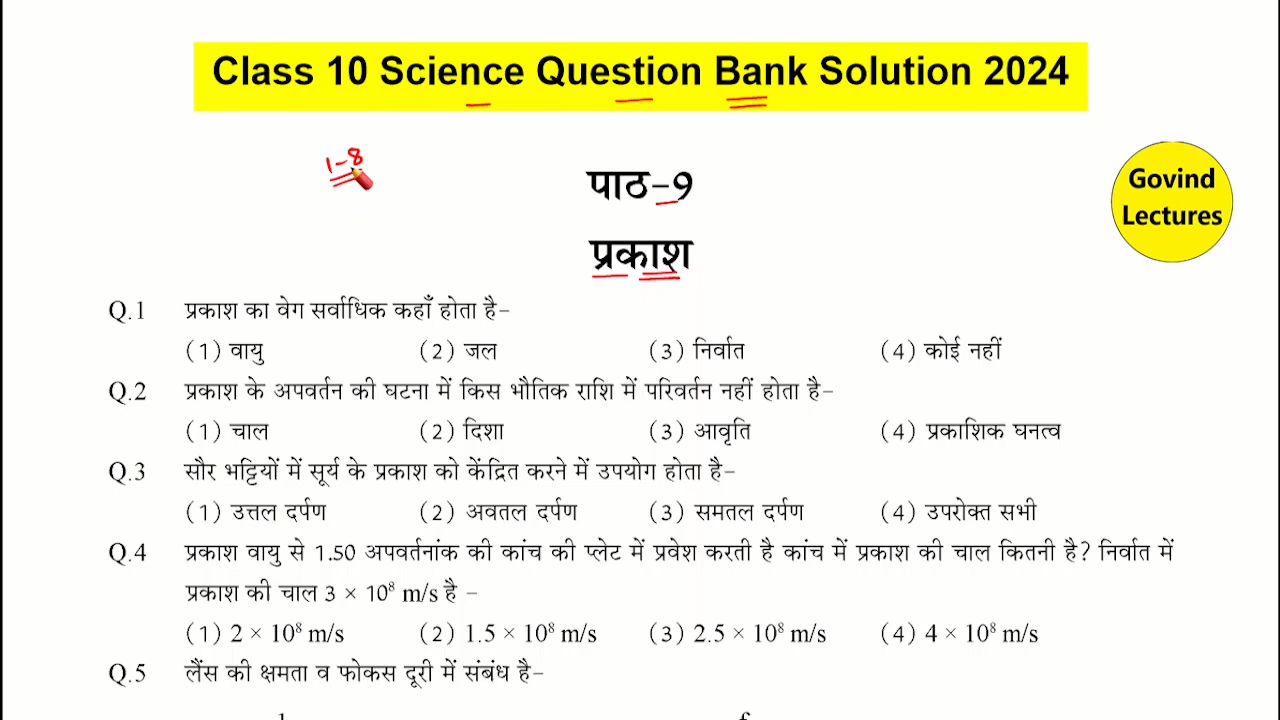 Class 10 Science Question Bank Solution 2024
1-8
पाठ-9
Govind
Lectures
प्रकाश
Q.1 प्रकाश का वेग सर्वाधिक कहाँ होता है-
(1) वायु (2) जल (3) निर्वात (4) कोई नहीं
Q.2 प्रकाश के अपवर्तन की घटना में किस भौतिक राशि में परिवर्तन नहीं होता है-
(1) चाल (2) दिशा (3) आवृति (4) प्रकाशिक घनत्व
Q.3 सौर भट्टियों में सूर्य के प्रकाश को केंद्रित करने में उपयोग होता है-
(1) उत्तल दर्पण (2) अवतल दर्पण (3) समतल दर्पण (4) उपरोक्त सभी
Q.4 प्रकाश वायु से 1.50 अपवर्तनांक की कांच की प्लेट में प्रवेश करती है कांच में प्रकाश की चाल कितनी है? निर्वात में
प्रकाश की चाल 3 × 10⁸ m/s है -
(1) 2 × 10⁸ m/s (2) 1.5 × 10⁸ m/s (3) 2.5 × 10⁸ m/s (4) 4 × 10⁸ m/s
Q.5 लैंस की क्षमता व फोकस दूरी में संबंध है-